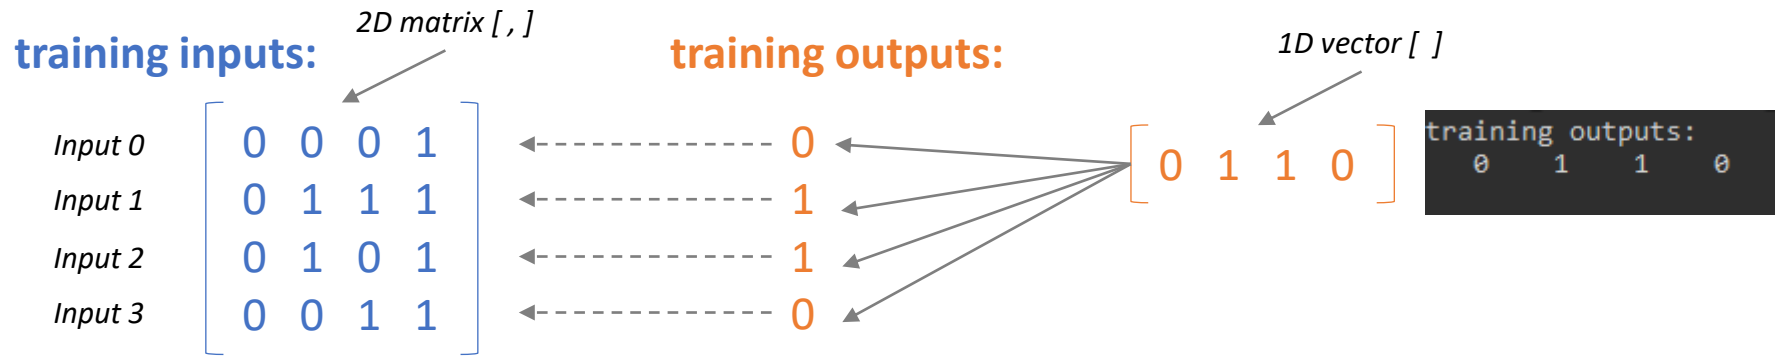 2D matrix [ , ]
1D vector [ ]
training inputs:
training outputs:
Input 0 0 0 0 1 0
Input 1 0 1 1 1 1
Input 2 0 1 0 1 1
Input 3 0 0 1 1 0
0 1 1 0
training outputs:
0 1 1 0